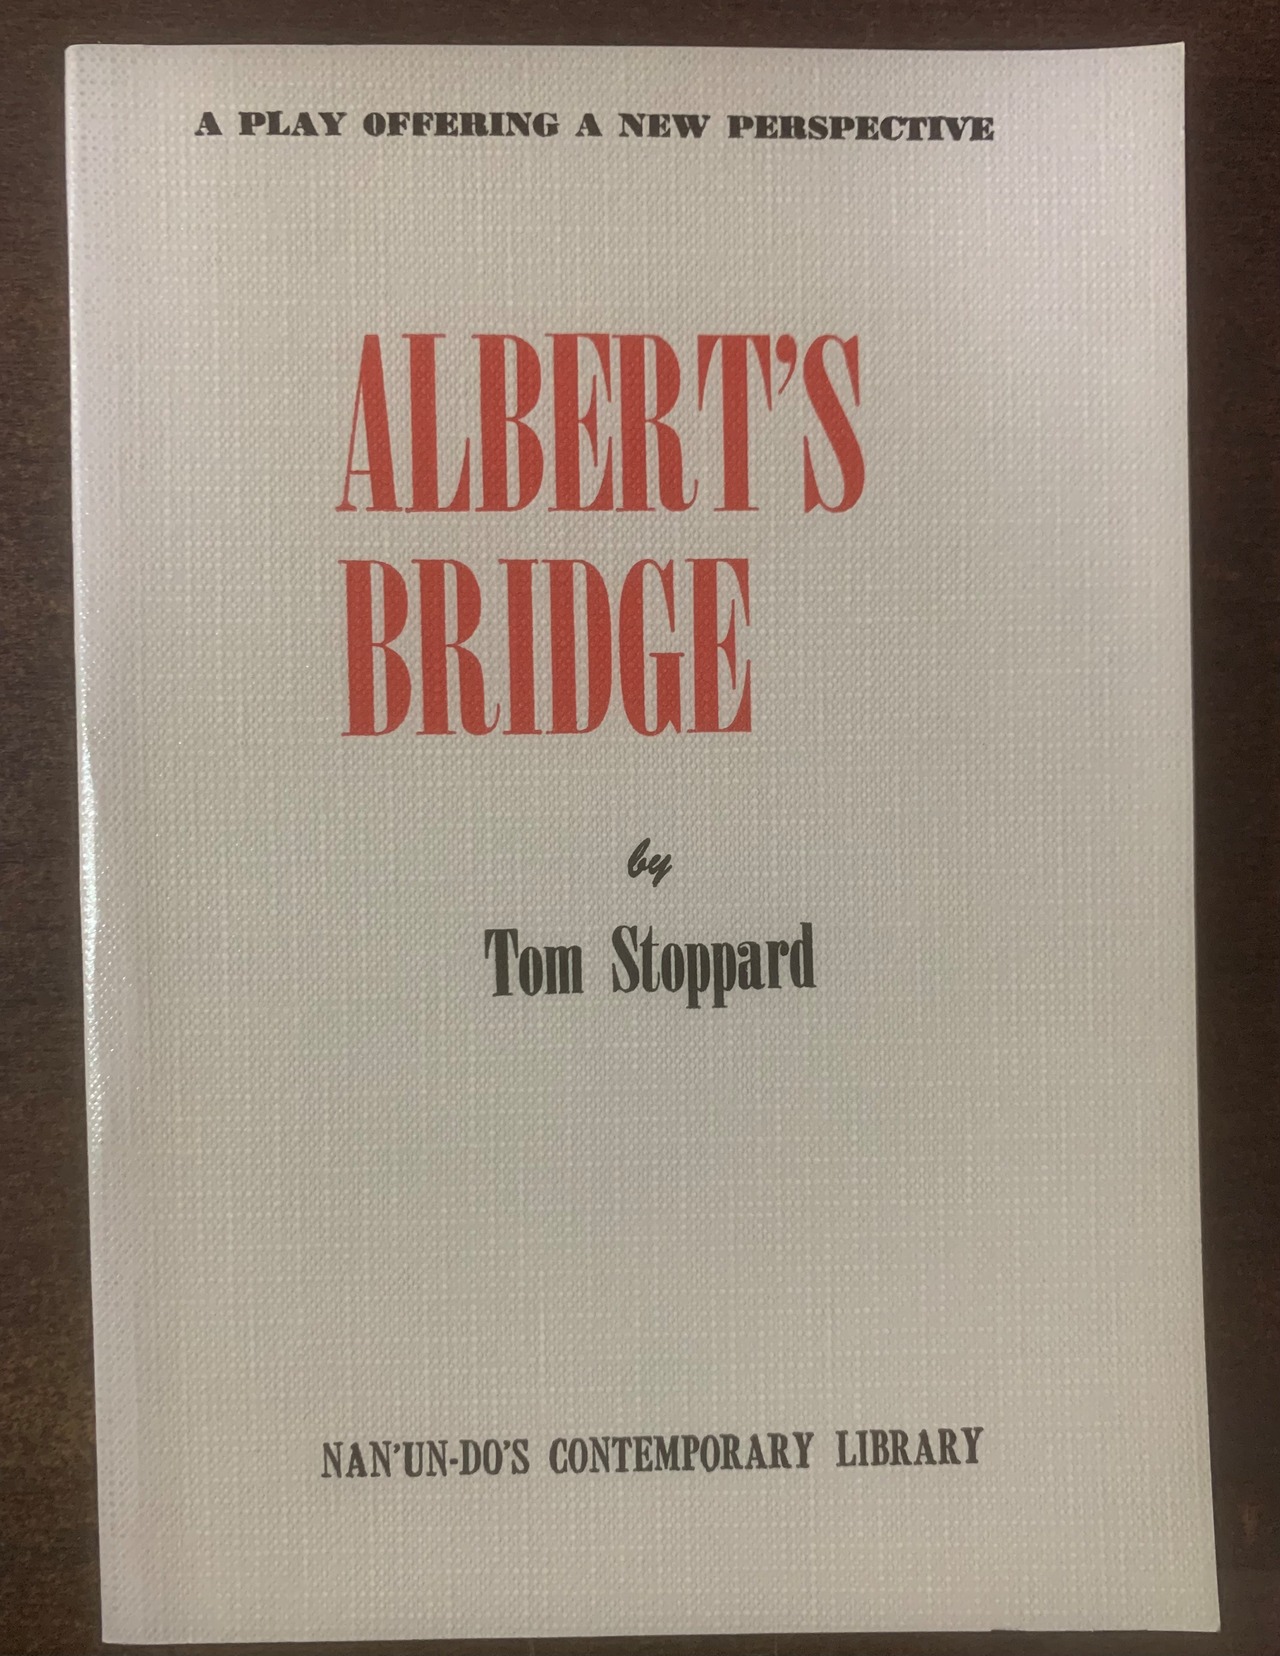 A PLAY OFFERING A NEW PERSPECTIVE
ALBERT'S
BRIDGE
by
Tom Stoppard
NAN'UN-DO'S CONTEMPORARY LIBRARY